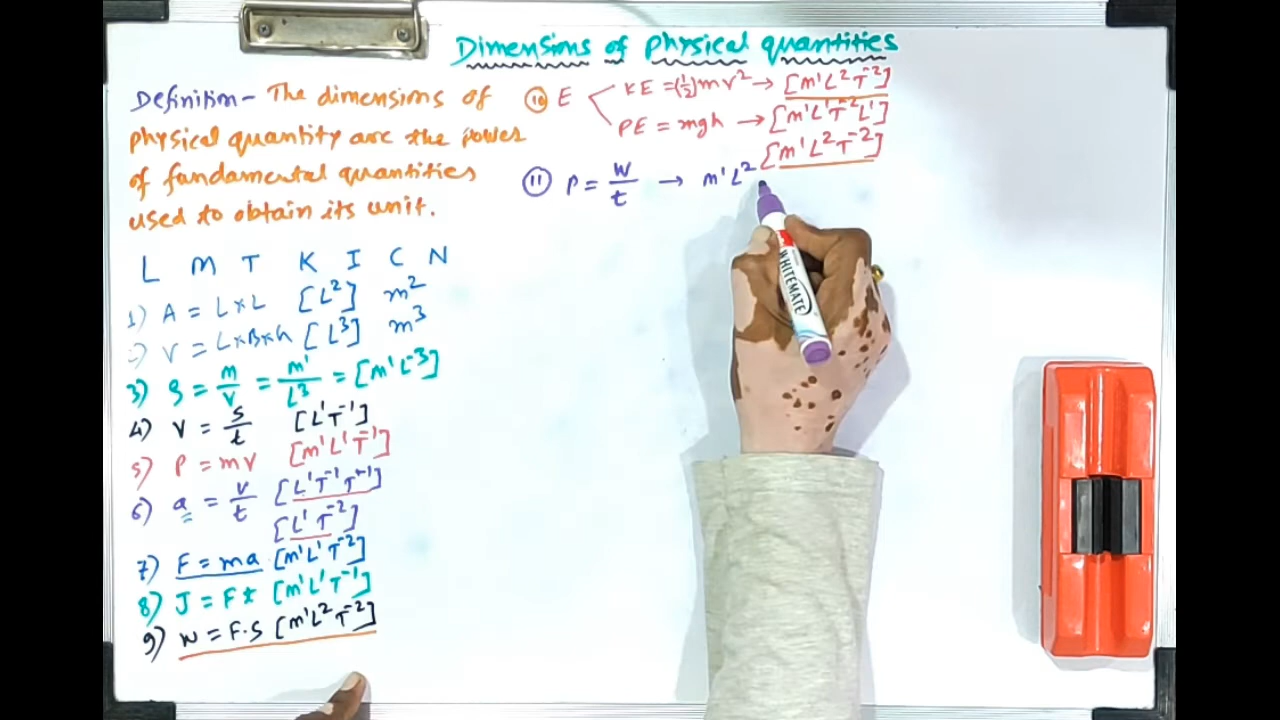 Dimensions of physical quantities
Definition - The dimensions of
physical quantity are the power
of fundamental quantities
used to obtain its unit.
L M T K I C N
1) A = L×L [L²] m²
2) V = L×B×h [L³] m³
3) ρ = m/V = m¹/L³ = [m¹L⁻³]
4) v = s/t [L¹T⁻¹]
5) P = mv [m¹L¹T⁻¹]
6) a = v/t [L¹T⁻¹T⁻¹]
[L¹T⁻²]
7) F = ma [m¹L¹T⁻²]
8) J = Ft [m¹L¹T⁻¹]
9) W = F·S [m¹L²T⁻²]
10 E KE = (1/2)mv² → [m¹L²T⁻²]
PE = mgh → [m¹L¹T⁻²L¹]
[m¹L²T⁻²]
11 P = W/t → m¹L²
WHITEMATE